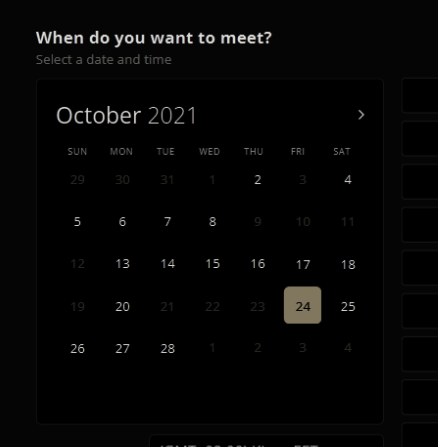 When do you want to meet?
Select a date and time
October 2021 >
SUN MON TUE WED THU FRI SAT
29 30 31 1 2 3 4
5 6 7 8 9 10 11
12 13 14 15 16 17 18
19 20 21 22 23 24 25
26 27 28 1 2 3 4